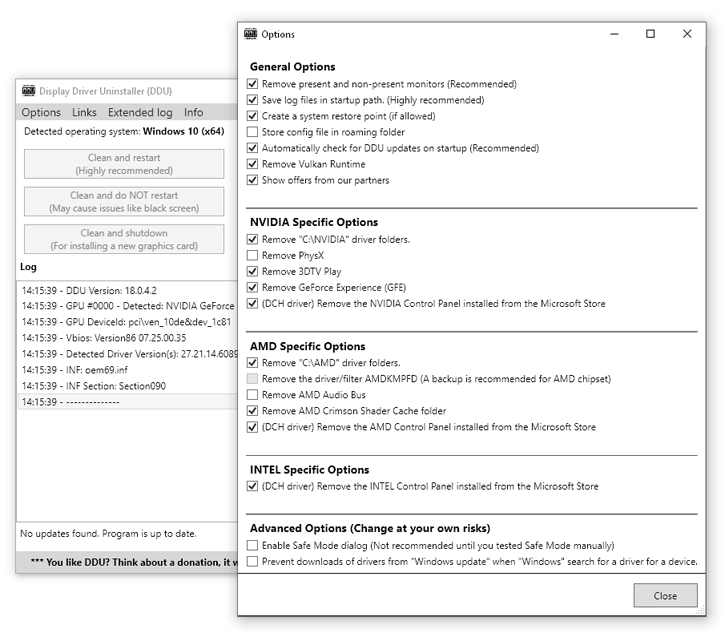 Display Driver Uninstaller (DDU)
Options Links Extended log Info
Detected operating system: Windows 10 (x64)
Clean and restart
(Highly recommended)
Clean and do NOT restart
(May cause issues like black screen)
Clean and shutdown
(For installing a new graphics card)
Log
14:15:39 - DDU Version: 18.0.4.2
14:15:39 - GPU #0000 - Detected: NVIDIA GeForce
14:15:39 - GPU DeviceId: pci\ven_10de&dev_1c81
14:15:39 - Vbios: Version86 07.25.00.35
14:15:39 - Detected Driver Version(s): 27.21.14.6089
14:15:39 - INF: oem69.inf
14:15:39 - INF Section: Section090
14:15:39 - --------------
No updates found. Program is up to date.
*** You like DDU? Think about a donation, it w
Options
General Options
Remove present and non-present monitors (Recommended)
Save log files in startup path. (Highly recommended)
Create a system restore point (if allowed)
Store config file in roaming folder
Automatically check for DDU updates on startup (Recommended)
Remove Vulkan Runtime
Show offers from our partners
NVIDIA Specific Options
Remove "C:\NVIDIA" driver folders.
Remove PhysX
Remove 3DTV Play
Remove GeForce Experience (GFE)
(DCH driver) Remove the NVIDIA Control Panel installed from the Microsoft Store
AMD Specific Options
Remove "C:\AMD" driver folders.
Remove the driver/filter AMDKMPFD (A backup is recommended for AMD chipset)
Remove AMD Audio Bus
Remove AMD Crimson Shader Cache folder
(DCH driver) Remove the AMD Control Panel installed from the Microsoft Store
INTEL Specific Options
(DCH driver) Remove the INTEL Control Panel installed from the Microsoft Store
Advanced Options (Change at your own risks)
Enable Safe Mode dialog (Not recommended until you tested Safe Mode manually)
Prevent downloads of drivers from "Windows update" when "Windows" search for a driver for a device.
Close